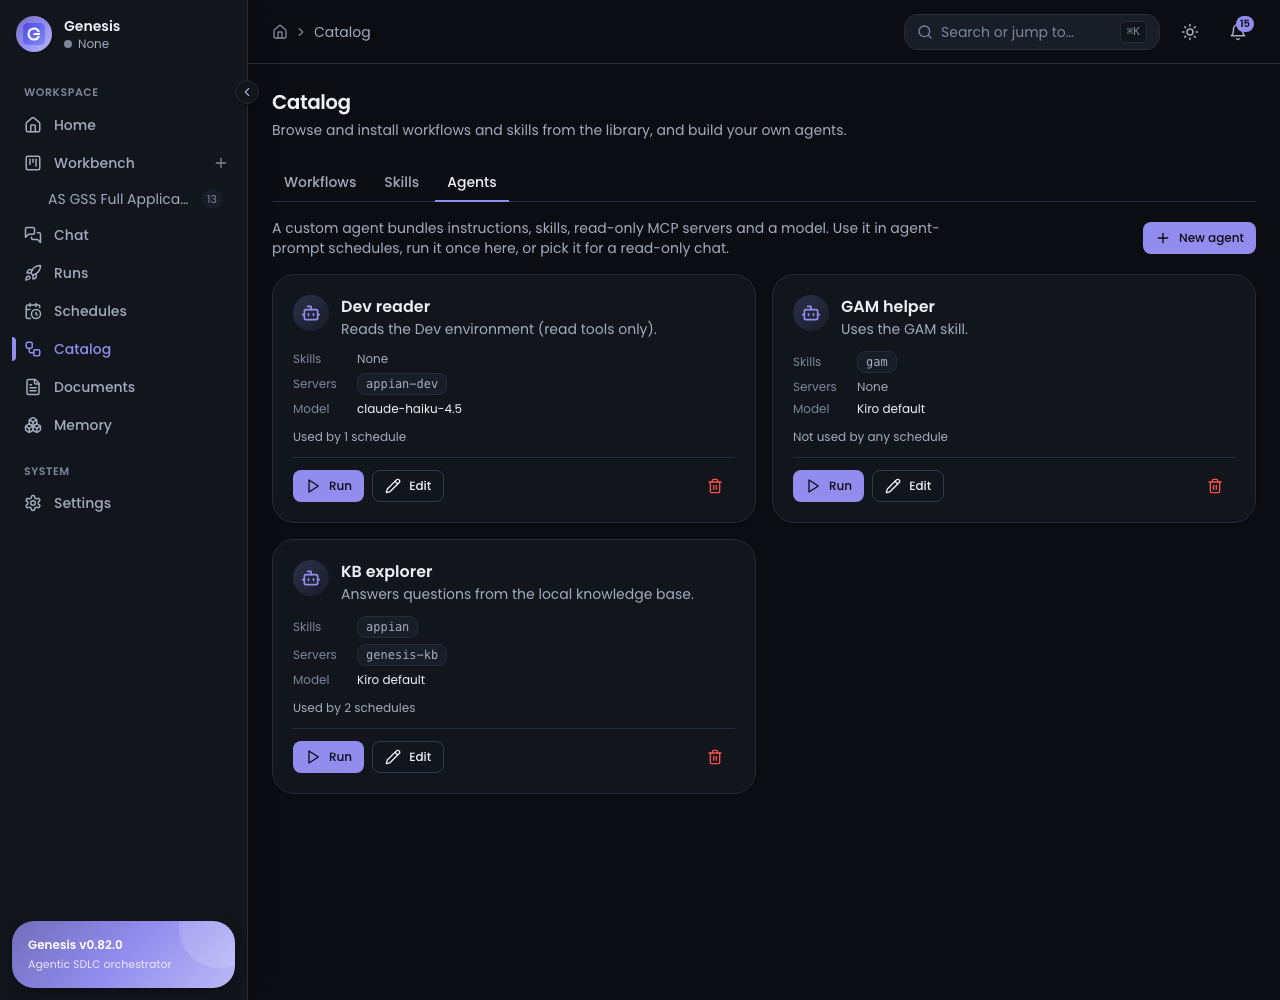 Genesis
None
WORKSPACE
Home
Workbench
AS GSS Full Applica... 13
Chat
Runs
Schedules
Catalog
Documents
Memory
SYSTEM
Settings
Genesis v0.82.0
Agentic SDLC orchestrator
Catalog
Search or jump to...
⌘K
15
Catalog
Browse and install workflows and skills from the library, and build your own agents.
Workflows Skills Agents
A custom agent bundles instructions, skills, read-only MCP servers and a model. Use it in agent-
prompt schedules, run it once here, or pick it for a read-only chat.
New agent
Dev reader
Reads the Dev environment (read tools only).
Skills None
Servers appian-dev
Model claude-haiku-4.5
Used by 1 schedule
Run Edit
GAM helper
Uses the GAM skill.
Skills gam
Servers None
Model Kiro default
Not used by any schedule
Run Edit
KB explorer
Answers questions from the local knowledge base.
Skills appian
Servers genesis-kb
Model Kiro default
Used by 2 schedules
Run Edit